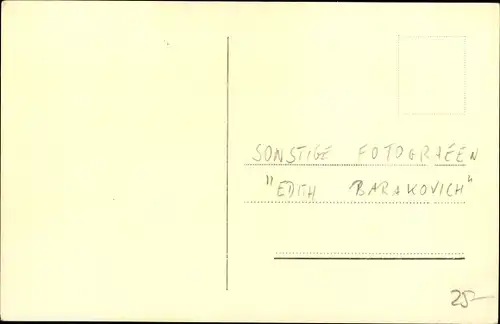 SONSTIGE FOTOGRAFEN
"EDITH BARAKOVICH"
25-